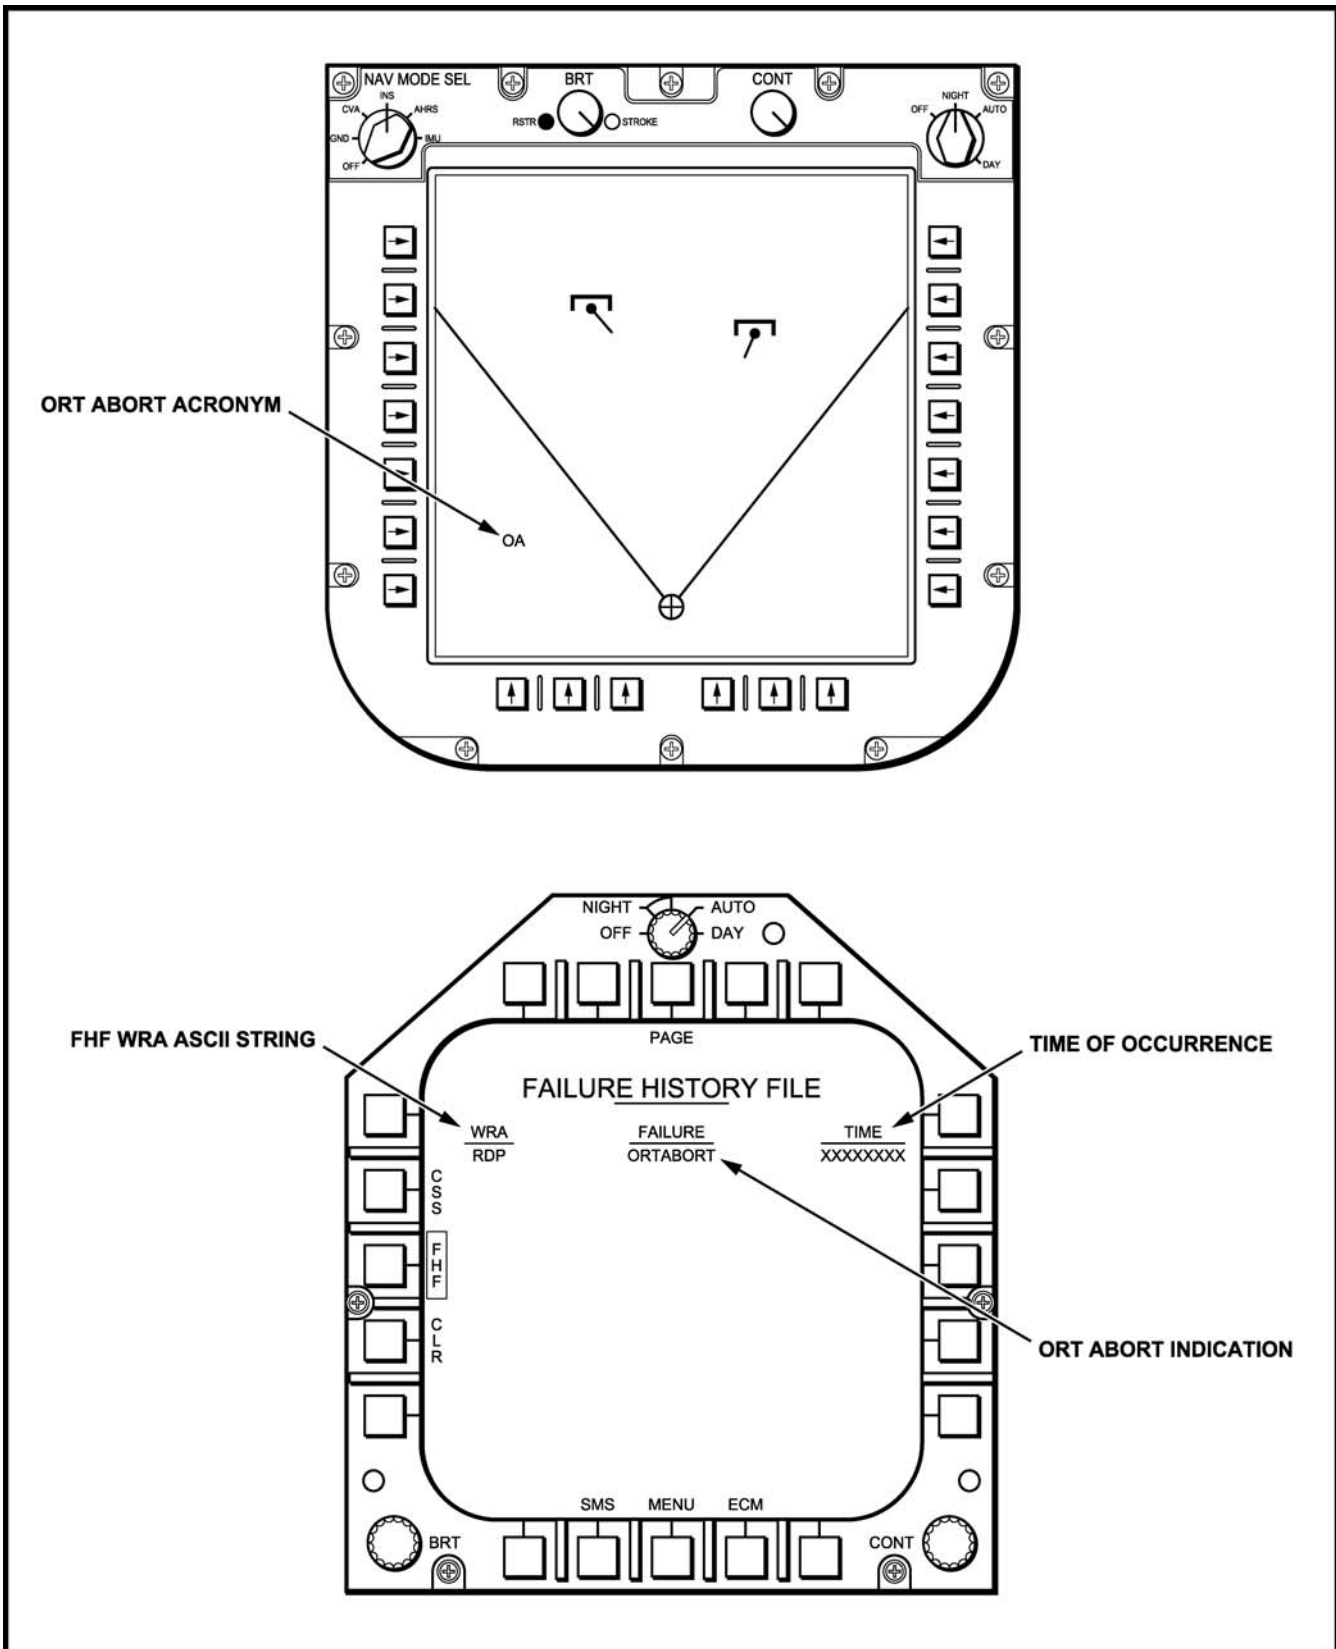 NAV MODE SEL
BRT
CONT
INS
CVA
AHRS
GND
IMU
OFF
RSTR
STROKE
NIGHT
OFF
AUTO
DAY
ORT ABORT ACRONYM
OA
NIGHT
AUTO
OFF
DAY
PAGE
FHF WRA ASCII STRING
TIME OF OCCURRENCE
FAILURE HISTORY FILE
WRA
FAILURE
TIME
RDP
ORTABORT
XXXXXXXX
CSS
FHF
CLR
ORT ABORT INDICATION
SMS
MENU
ECM
BRT
CONT